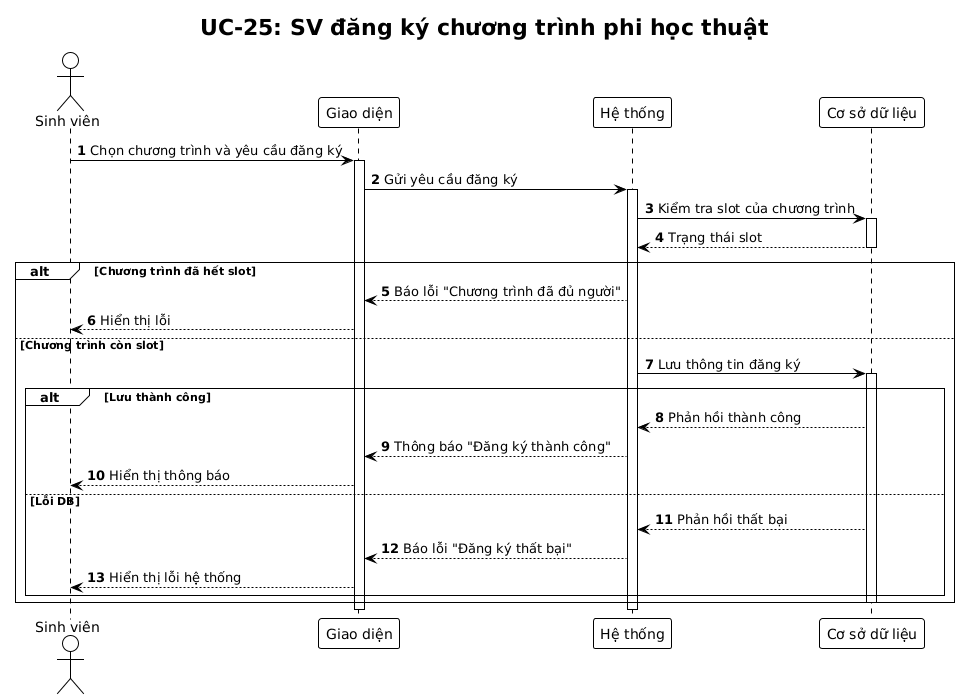 UC-25: SV đăng ký chương trình phi học thuật
Sinh viên
Giao diện
Hệ thống
Cơ sở dữ liệu
1 Chọn chương trình và yêu cầu đăng ký
2 Gửi yêu cầu đăng ký
3 Kiểm tra slot của chương trình
4 Trạng thái slot
alt [Chương trình đã hết slot]
5 Báo lỗi "Chương trình đã đủ người"
6 Hiển thị lỗi
[Chương trình còn slot]
7 Lưu thông tin đăng ký
alt [Lưu thành công]
8 Phản hồi thành công
9 Thông báo "Đăng ký thành công"
10 Hiển thị thông báo
[Lỗi DB]
11 Phản hồi thất bại
12 Báo lỗi "Đăng ký thất bại"
13 Hiển thị lỗi hệ thống
Sinh viên
Giao diện
Hệ thống
Cơ sở dữ liệu